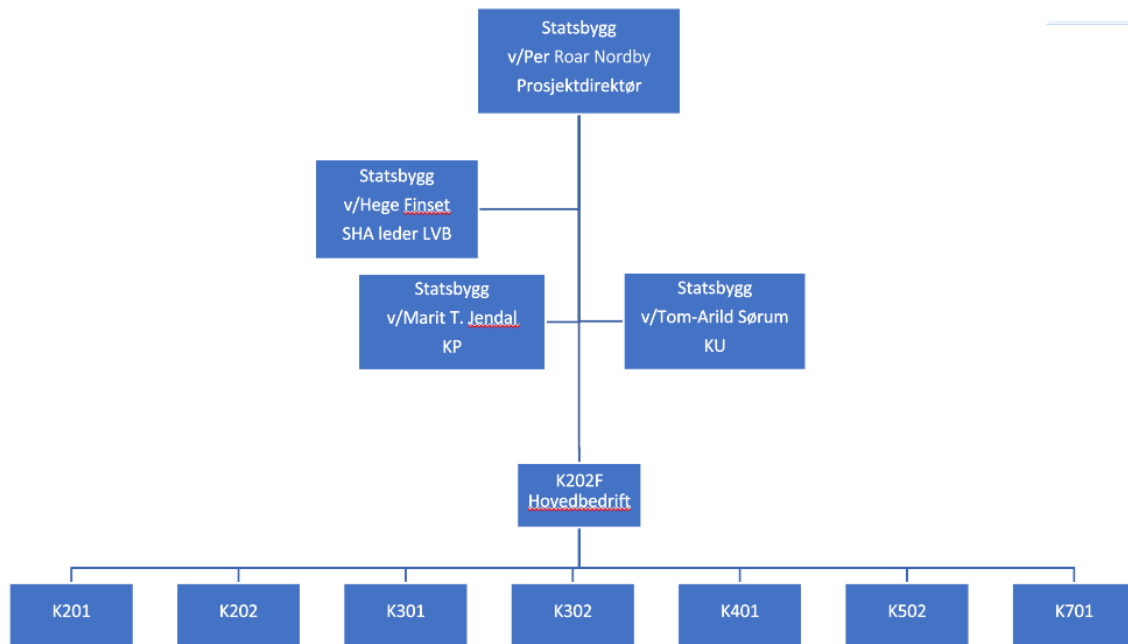 Statsbygg
v/Per Roar Nordby
Prosjektdirektør
Statsbygg
v/Hege Finset
SHA leder LVB
Statsbygg
v/Marit T. Jendal
KP
Statsbygg
v/Tom-Arild Sørum
KU
K202F
Hovedbedrift
K201
K202
K301
K302
K401
K502
K701